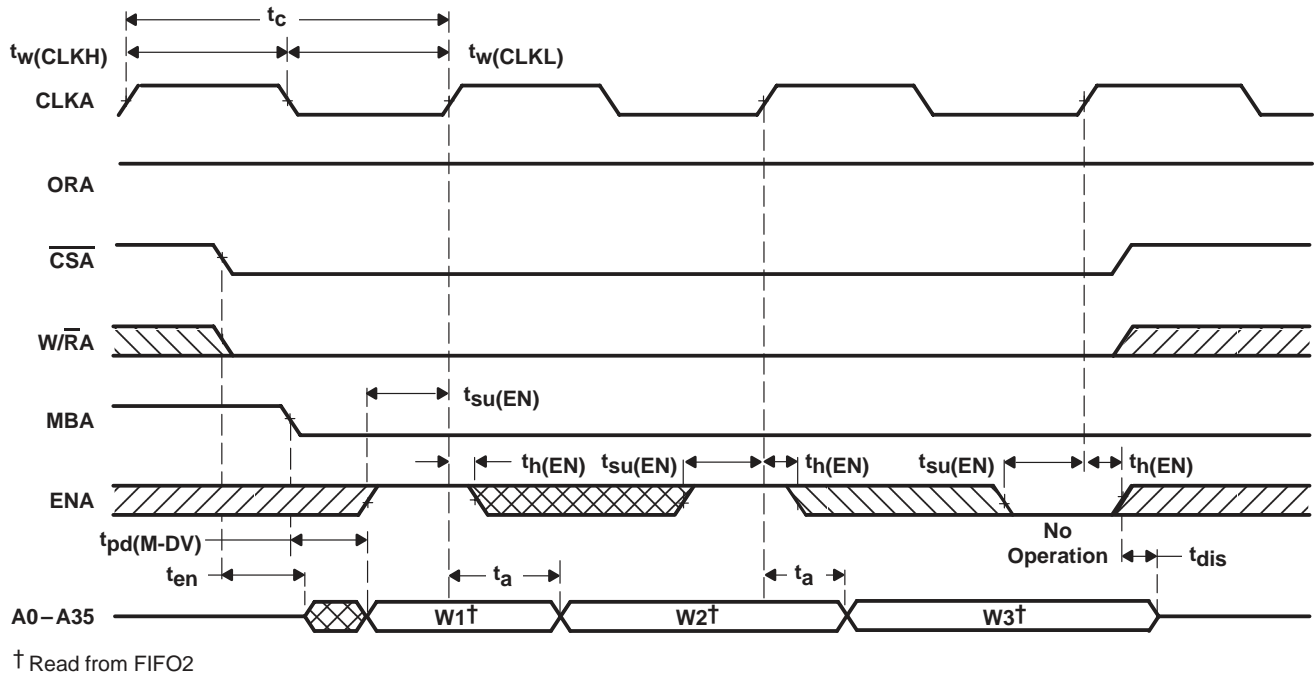 tc
tw(CLKH)
tw(CLKL)
CLKA
ORA
CSA
W/RA
tsu(EN)
MBA
th(EN)
tsu(EN)
th(EN)
tsu(EN)
th(EN)
ENA
No
Operation
tpd(M-DV)
tdis
ten
ta
ta
A0–A35
W1†
W2†
W3†
† Read from FIFO2